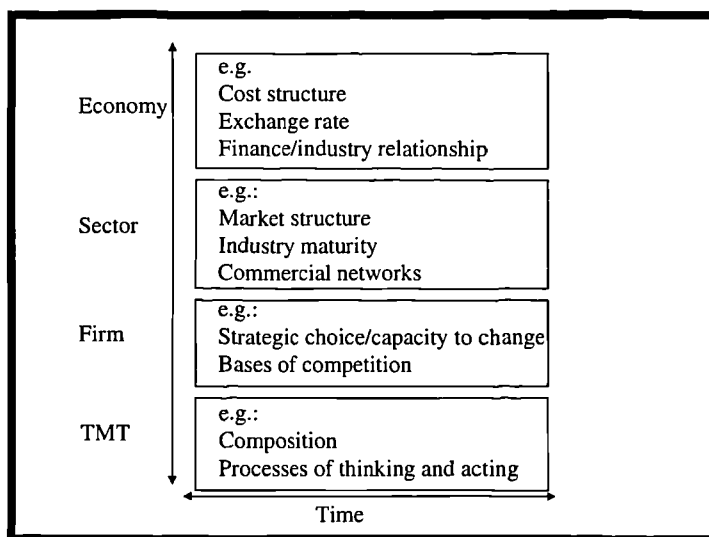 Economy
e.g.
Cost structure
Exchange rate
Finance/industry relationship
Sector
e.g.:
Market structure
Industry maturity
Commercial networks
Firm
e.g.:
Strategic choice/capacity to change
Bases of competition
TMT
e.g.:
Composition
Processes of thinking and acting
Time